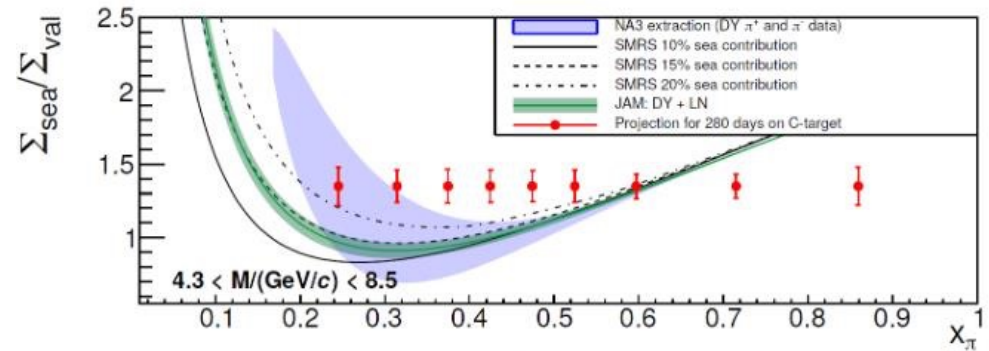 Σsea/Σval
2.5
2
1.5
1
NA3 extraction (DY π⁺ and π⁻ data)
SMRS 10% sea contribution
SMRS 15% sea contribution
SMRS 20% sea contribution
JAM: DY + LN
Projection for 280 days on C-target
4.3 < M/(GeV/c) < 8.5
0.1 0.2 0.3 0.4 0.5 0.6 0.7 0.8 0.9 1
xπ